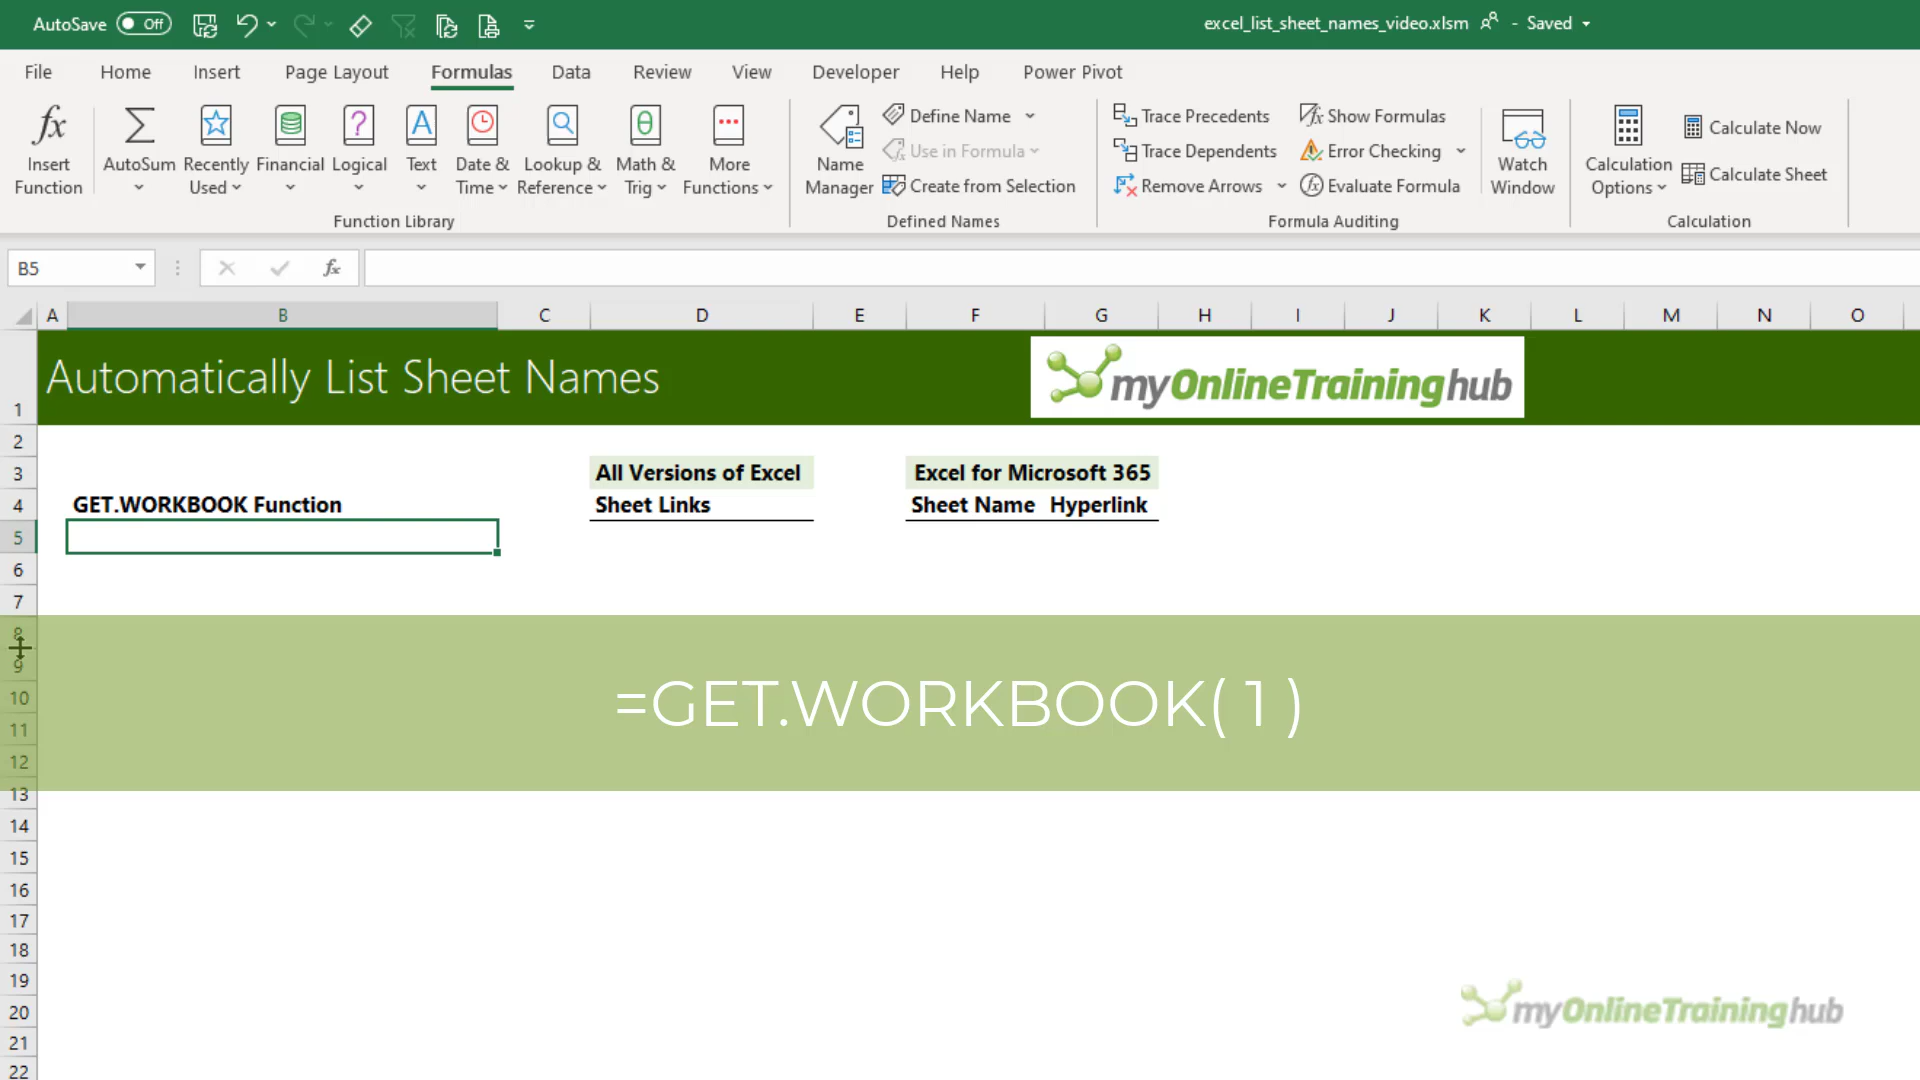 AutoSave Off excel_list_sheet_names_video.xlsm - Saved
File Home Insert Page Layout Formulas Data Review View Developer Help Power Pivot
Insert Function
AutoSum
Recently Used
Financial
Logical
Text
Date & Time
Lookup & Reference
Math & Trig
More Functions
Function Library
Name Manager
Define Name
Use in Formula
Create from Selection
Defined Names
Trace Precedents
Trace Dependents
Remove Arrows
Show Formulas
Error Checking
Evaluate Formula
Formula Auditing
Watch Window
Calculation Options
Calculate Now
Calculate Sheet
Calculation
B5 fx
A B C D E F G H I J K L M N O
1 Automatically List Sheet Names myOnlineTraininghub
2
3 All Versions of Excel Excel for Microsoft 365
4 GET.WORKBOOK Function Sheet Links Sheet Name Hyperlink
5
6
7
8
9
10
=GET.WORKBOOK( 1 )
11
12
13
14
15
16
17
18
19
20 myOnlineTraininghub
21
22